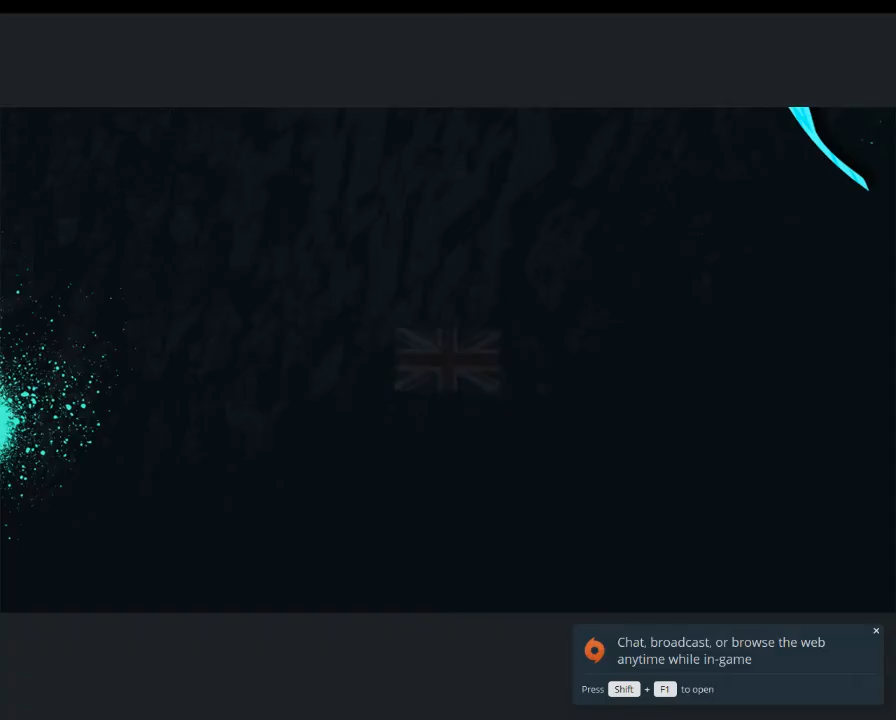 Chat, broadcast, or browse the web
anytime while in-game
Press Shift + F1 to open